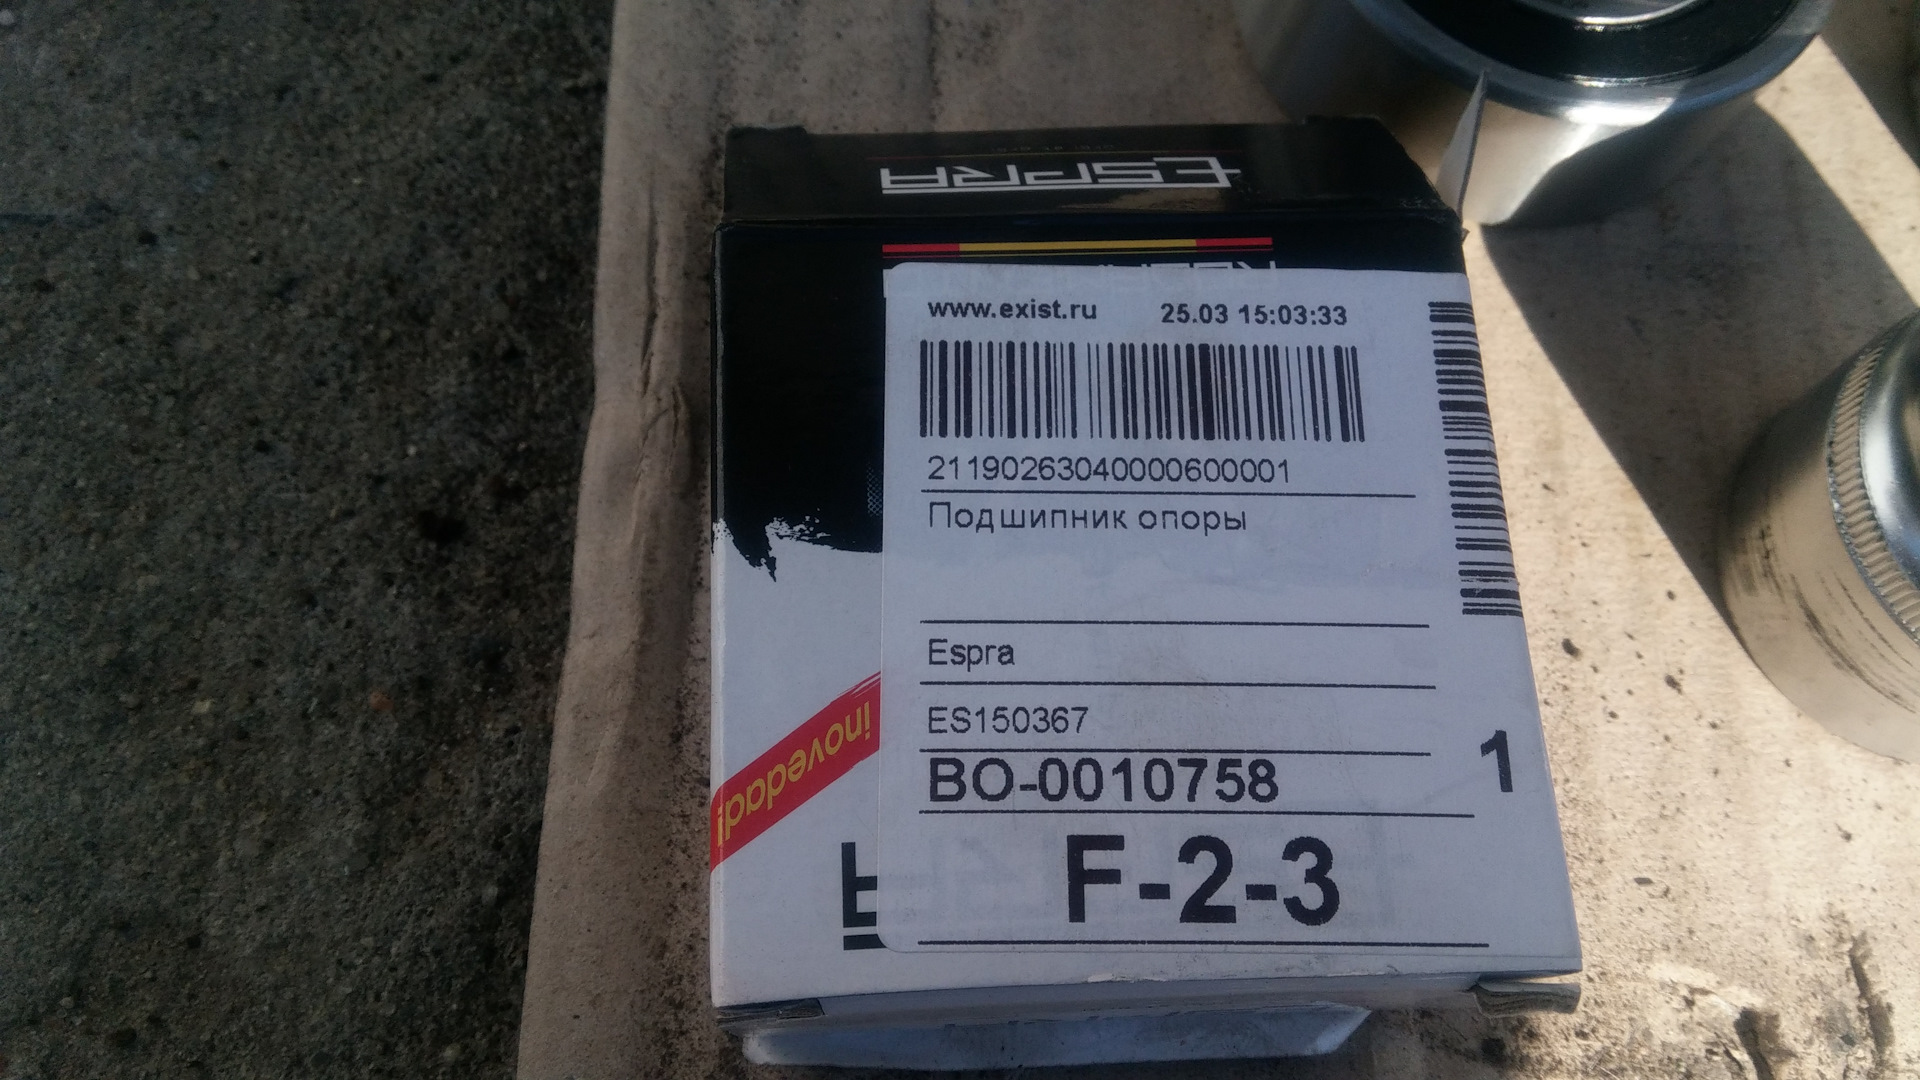 ESPRA
www.exist.ru 25.03 15:03:33
21190263040000600001
Подшипник опоры
Espra
ES150367
BO-0010758
1
F-2-3
inovedad!